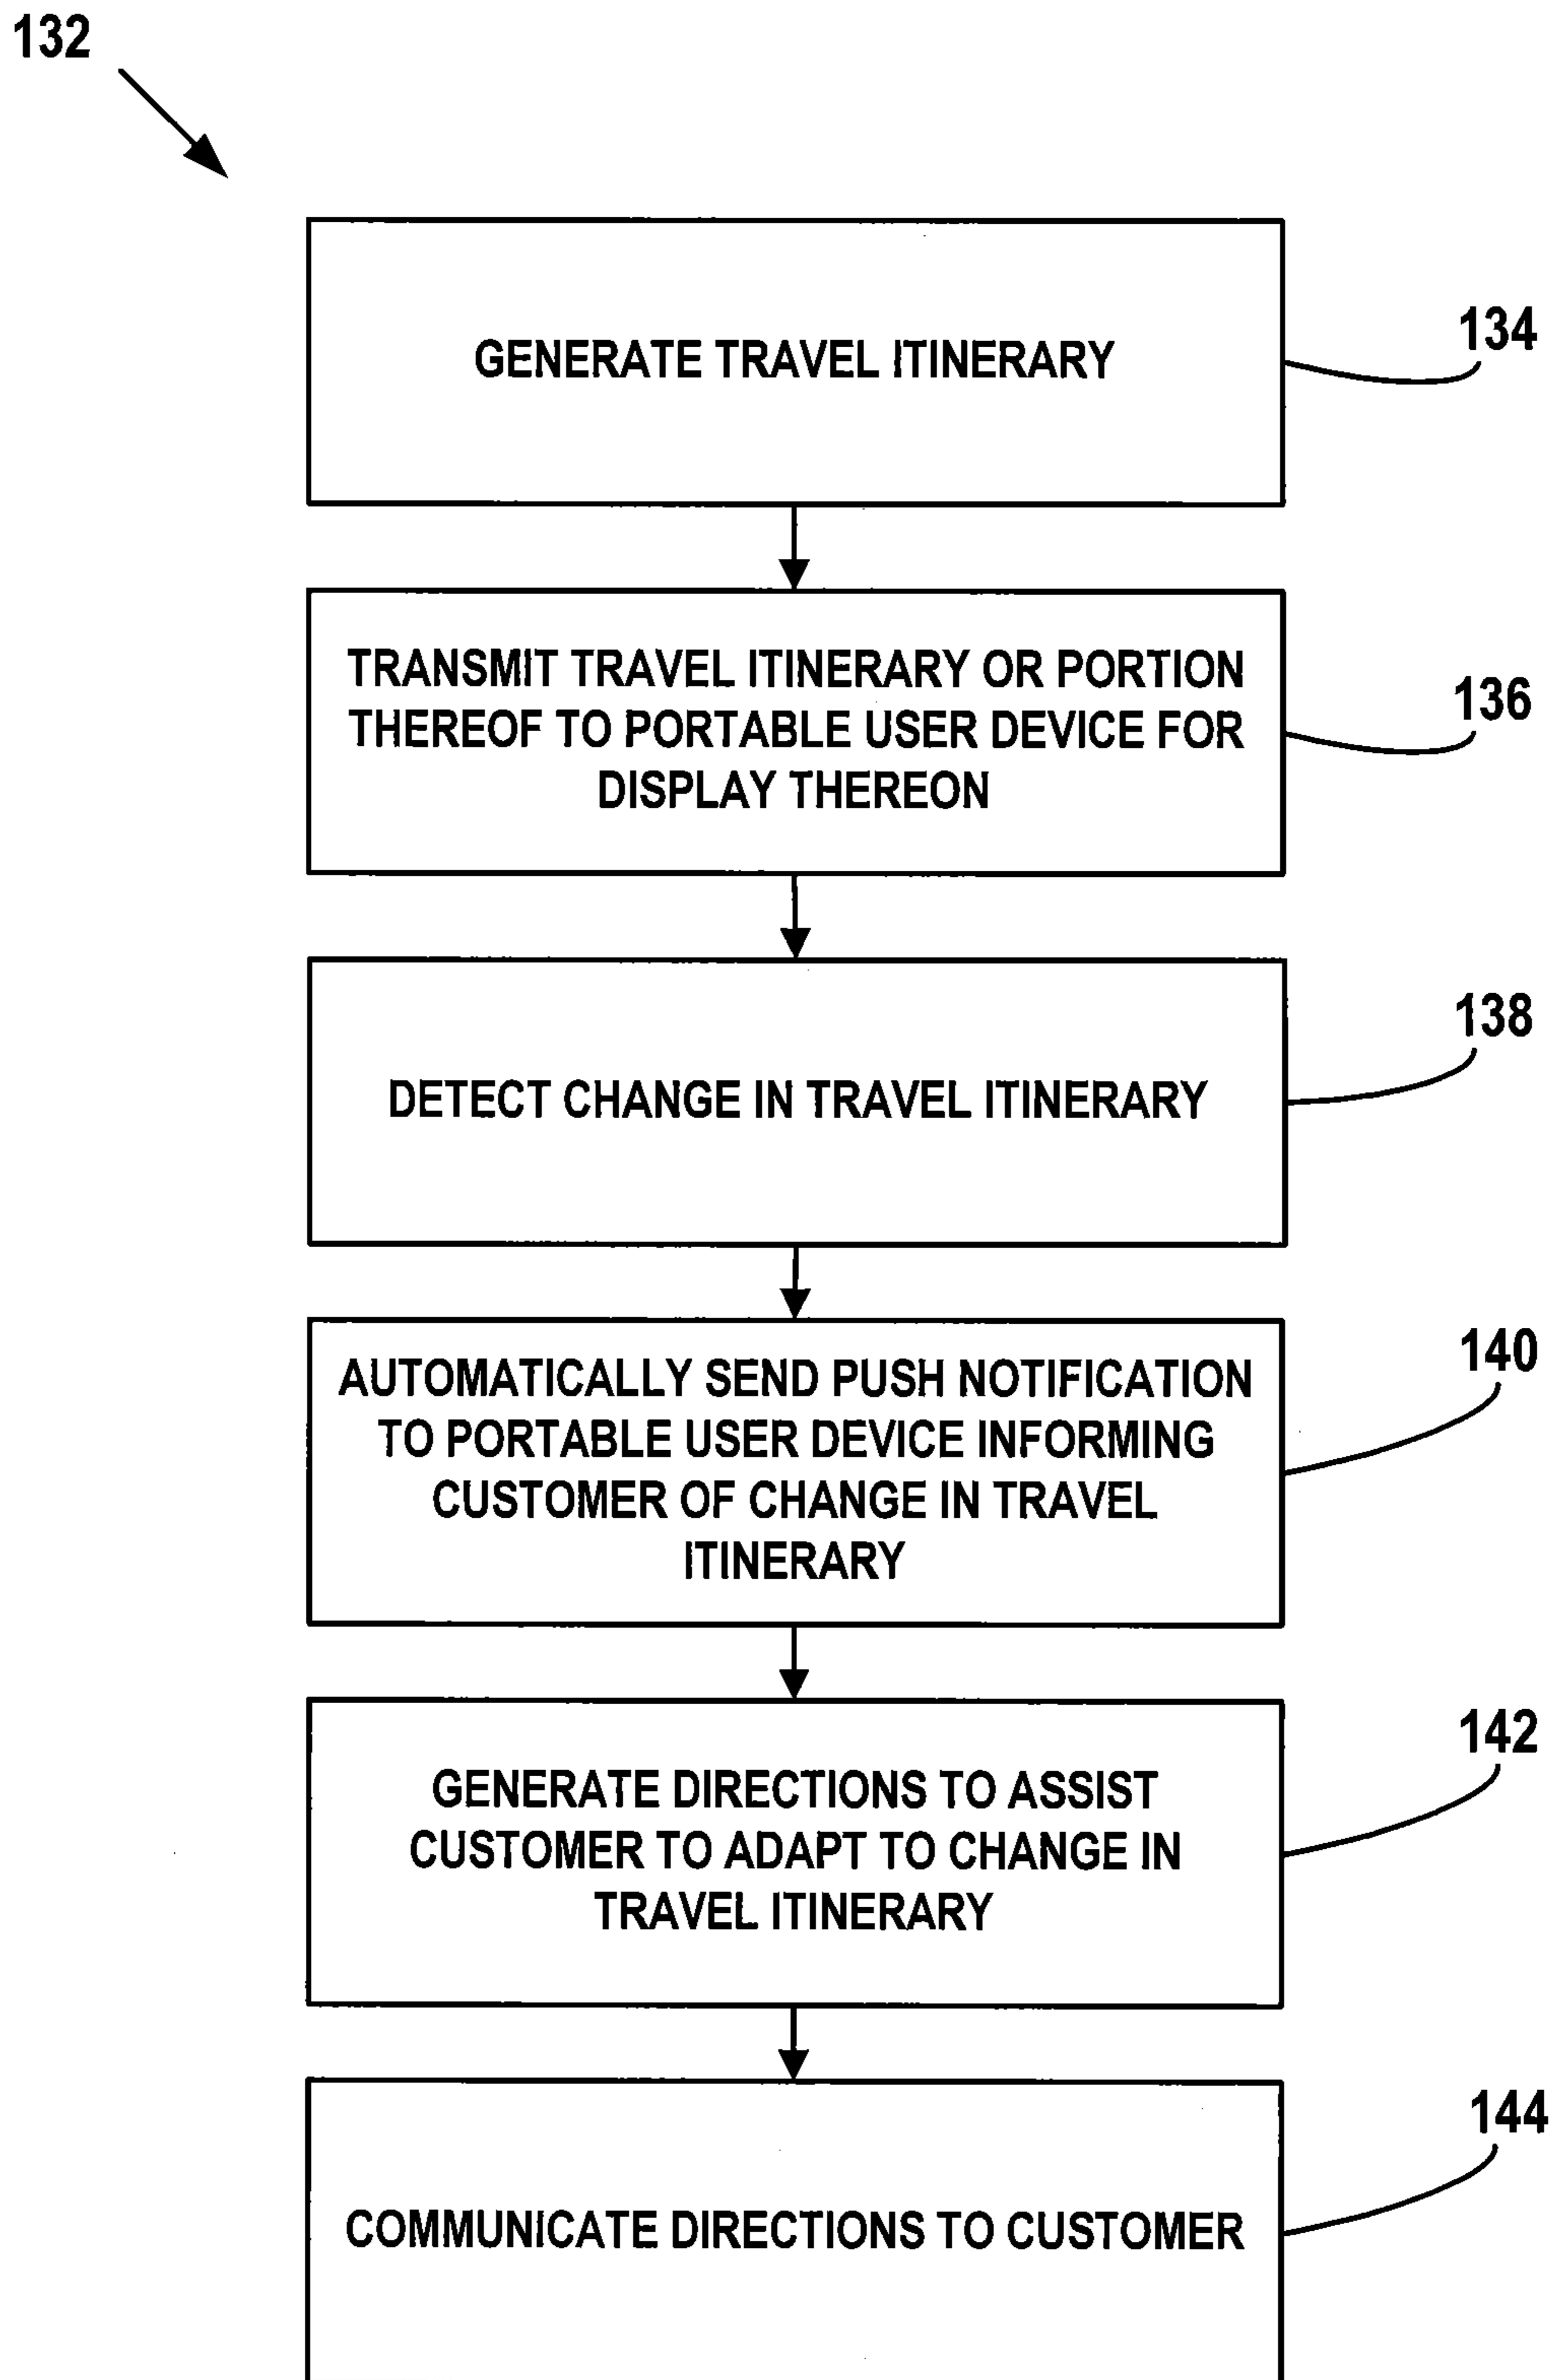 132
GENERATE TRAVEL ITINERARY
134
TRANSMIT TRAVEL ITINERARY OR PORTION
THEREOF TO PORTABLE USER DEVICE FOR
DISPLAY THEREON
136
DETECT CHANGE IN TRAVEL ITINERARY
138
AUTOMATICALLY SEND PUSH NOTIFICATION
TO PORTABLE USER DEVICE INFORMING
CUSTOMER OF CHANGE IN TRAVEL
ITINERARY
140
GENERATE DIRECTIONS TO ASSIST
CUSTOMER TO ADAPT TO CHANGE IN
TRAVEL ITINERARY
142
COMMUNICATE DIRECTIONS TO CUSTOMER
144